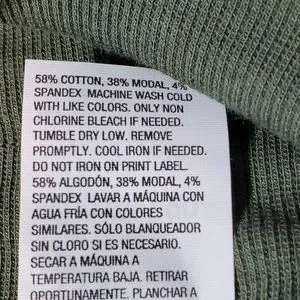 58% COTTON, 38% MODAL, 4%
SPANDEX MACHINE WASH COLD
WITH LIKE COLORS. ONLY NON
CHLORINE BLEACH IF NEEDED.
TUMBLE DRY LOW. REMOVE
PROMPTLY. COOL IRON IF NEEDED.
DO NOT IRON ON PRINT LABEL.
58% ALGODÓN, 38% MODAL, 4%
SPANDEX LAVAR A MÁQUINA CON
AGUA FRÍA CON COLORES
SIMILARES. SÓLO BLANQUEADOR
SIN CLORO SI ES NECESARIO.
SECAR A MÁQUINA A
TEMPERATURA BAJA. RETIRAR
OPORTUNAMENTE. PLANCHAR A